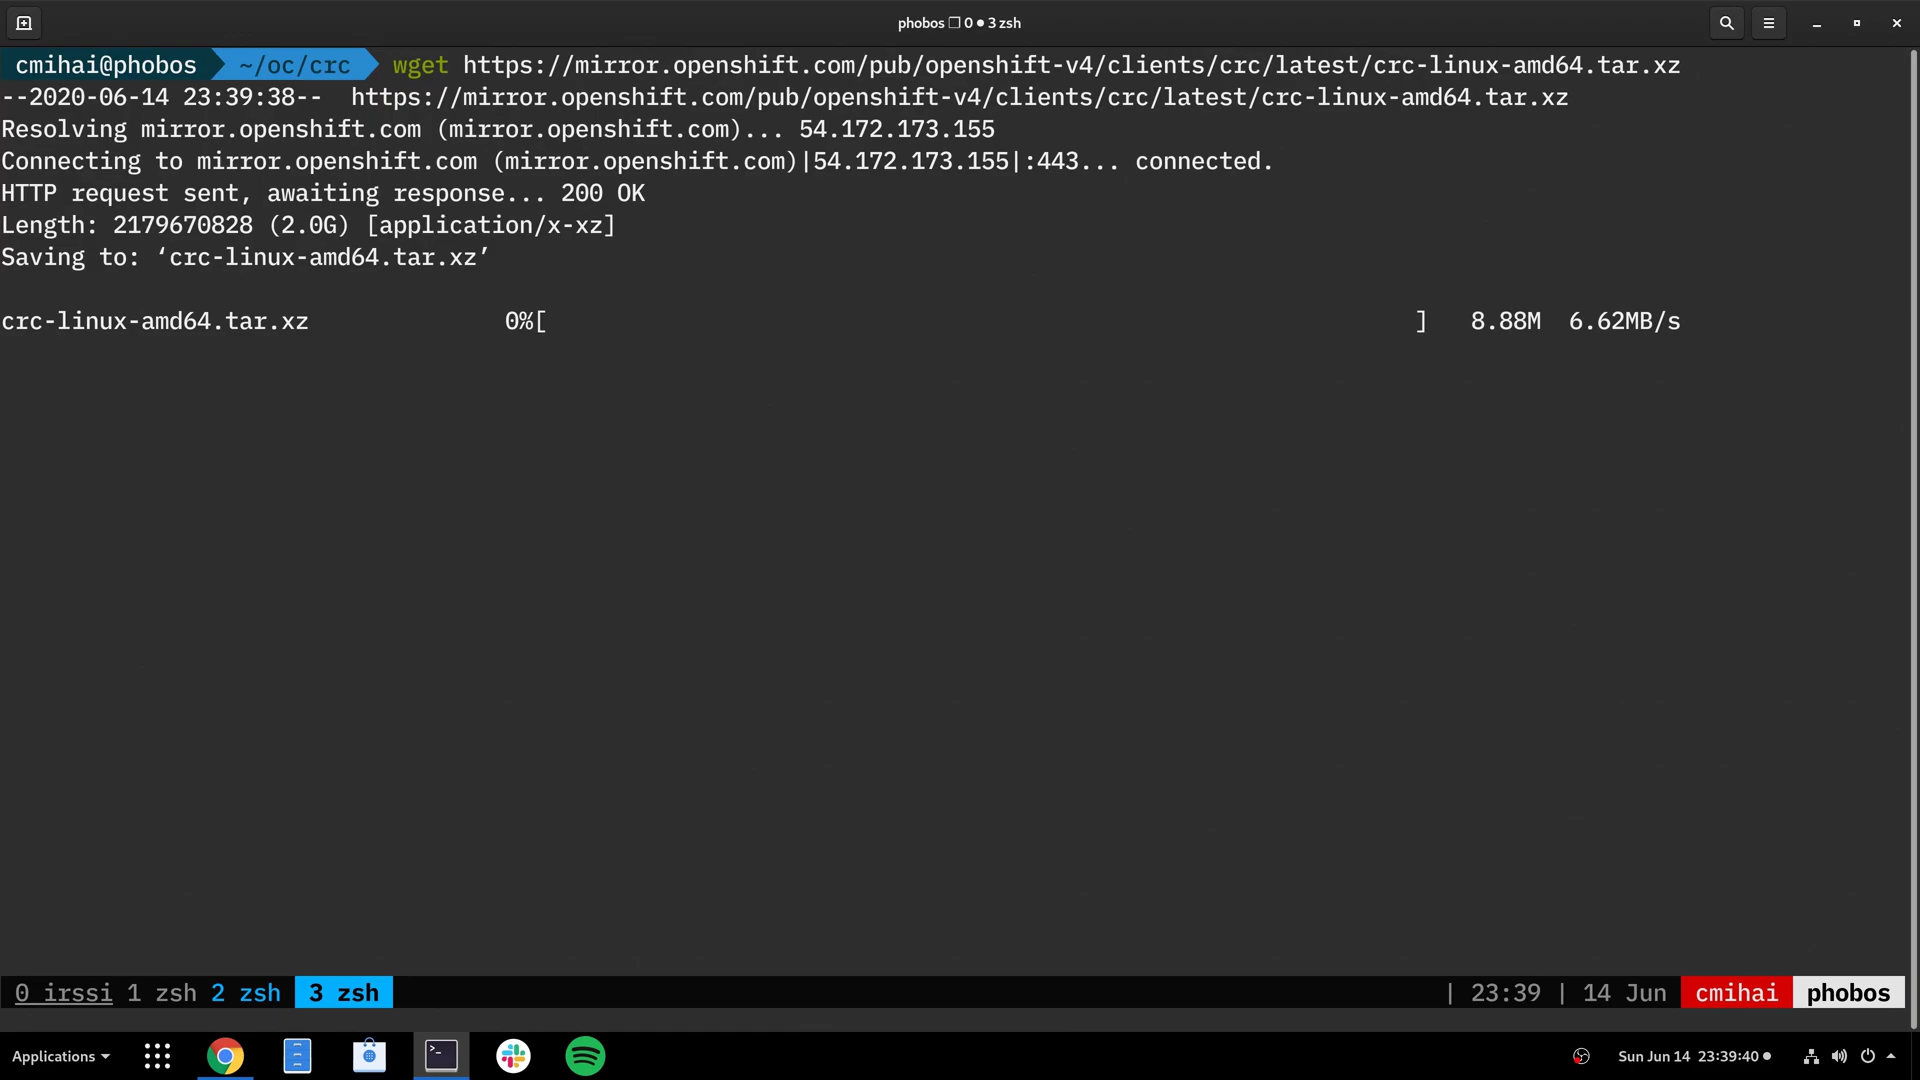 phobos ❐ 0 ● 3 zsh
cmihai@phobos ~/oc/crc wget https://mirror.openshift.com/pub/openshift-v4/clients/crc/latest/crc-linux-amd64.tar.xz
--2020-06-14 23:39:38--  https://mirror.openshift.com/pub/openshift-v4/clients/crc/latest/crc-linux-amd64.tar.xz
Resolving mirror.openshift.com (mirror.openshift.com)... 54.172.173.155
Connecting to mirror.openshift.com (mirror.openshift.com)|54.172.173.155|:443... connected.
HTTP request sent, awaiting response... 200 OK
Length: 2179670828 (2.0G) [application/x-xz]
Saving to: ‘crc-linux-amd64.tar.xz’
crc-linux-amd64.tar.xz 0%[ ] 8.88M 6.62MB/s
0 irssi 1 zsh 2 zsh 3 zsh | 23:39 | 14 Jun cmihai phobos
Applications Sun Jun 14 23:39:40 ●